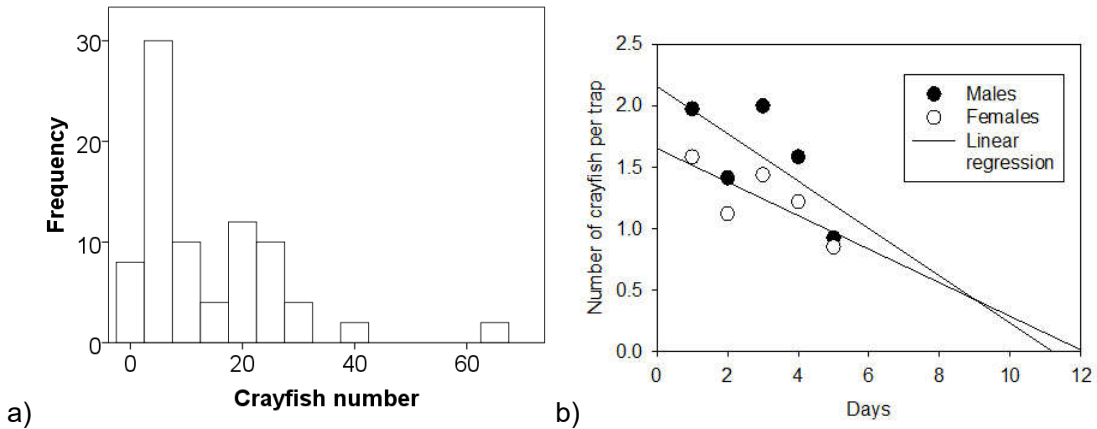 30
20
10
0
Frequency
0 20 40 60
Crayfish number
a)
2.5
2.0
1.5
1.0
0.5
0.0
Number of crayfish per trap
Males
Females
Linear
regression
0 2 4 6 8 10 12
Days
b)